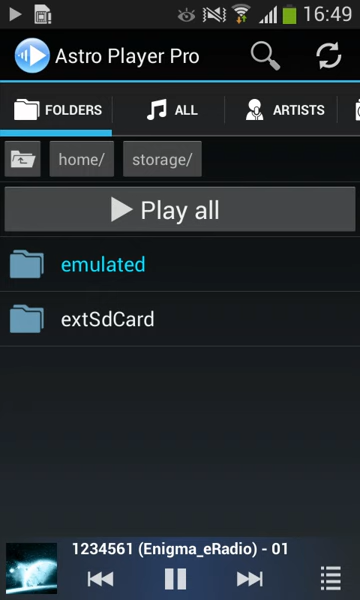 16:49
Astro Player Pro
FOLDERS
ALL
ARTISTS
home/
storage/
Play all
emulated
extSdCard
1234561 (Enigma_eRadio) - 01